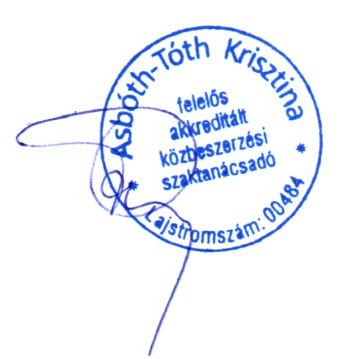 Asbóth-Tóth Krisztina
felelős
akkreditált
közbeszerzési
szaktanácsadó
* Lajstromszám: 00484 *